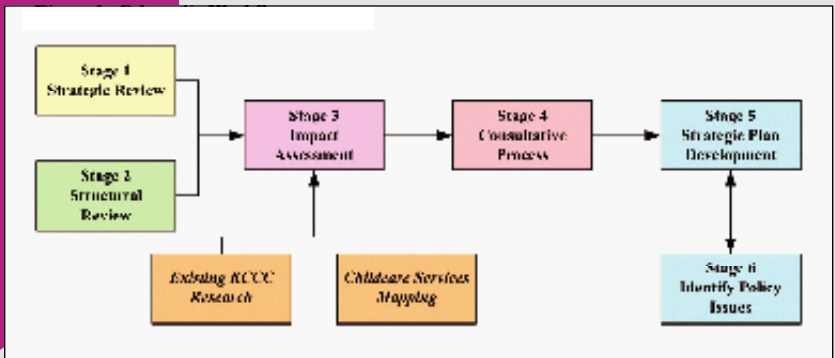 Stage 1
Strategic Review
Stage 2
Structural
Review
Stage 3
Impact
Assessment
Stage 4
Consultative
Process
Stage 5
Strategic Plan
Development
Stage 6
Identify Policy
Issues
Existing KCCC
Research
Childcare Services
Mapping